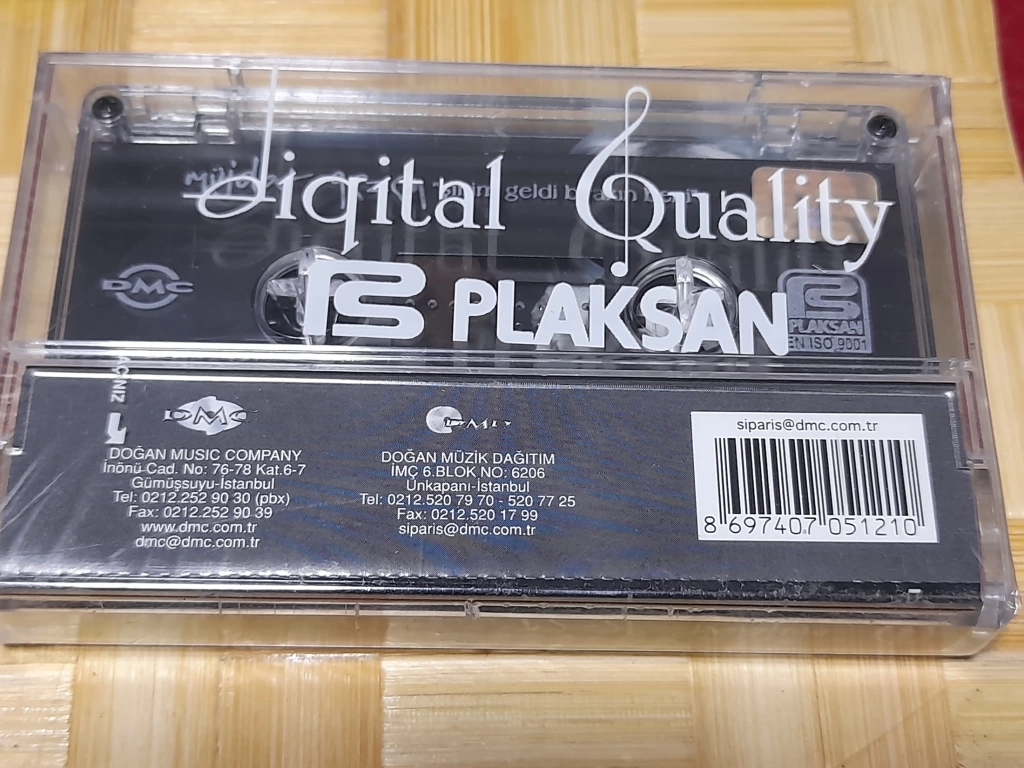 Diqital Quality
geldi
DMC
PS PLAKSAN
PS
PLAKSAN
EN ISO 9001
AÇINIZ
DMC
DOĞAN MUSIC COMPANY
İnönü Cad. No: 76-78 Kat.6-7
Gümüşsuyu-İstanbul
Tel: 0212.252 90 30 (pbx)
Fax: 0212.252 90 39
www.dmc.com.tr
dmc@dmc.com.tr
DMC
DOĞAN MÜZİK DAĞITIM
İMÇ 6.BLOK NO: 6206
Unkapanı-İstanbul
Tel: 0212.520 79 70 - 520 77 25
Fax: 0212.520 17 99
siparis@dmc.com.tr
siparis@dmc.com.tr
8 697407 051210